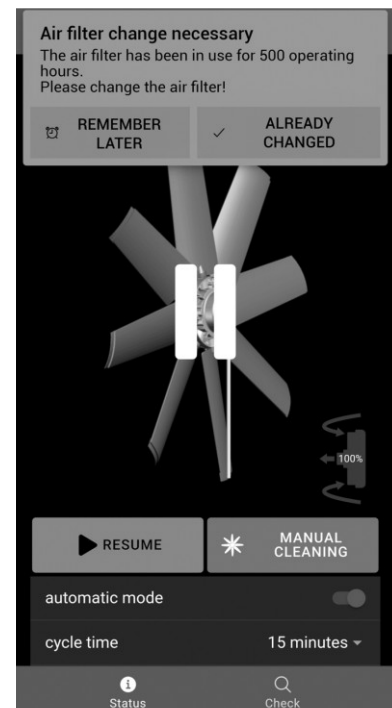 Air filter change necessary
The air filter has been in use for 500 operating
hours.
Please change the air filter!
REMEMBER
LATER
ALREADY
CHANGED
100%
RESUME
MANUAL
CLEANING
automatic mode
cycle time
15 minutes
Status
Check